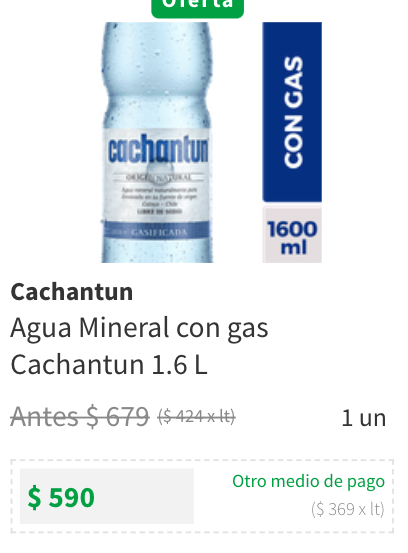 Oferta
cachantun
ORIGEN NATURAL
LIBRE DE SODIO
GASIFICADA
CON GAS
1600
ml
Cachantun
Agua Mineral con gas
Cachantun 1.6 L
Antes $ 679 ($ 424 x lt) 1 un
Otro medio de pago
$ 590
($ 369 x lt)